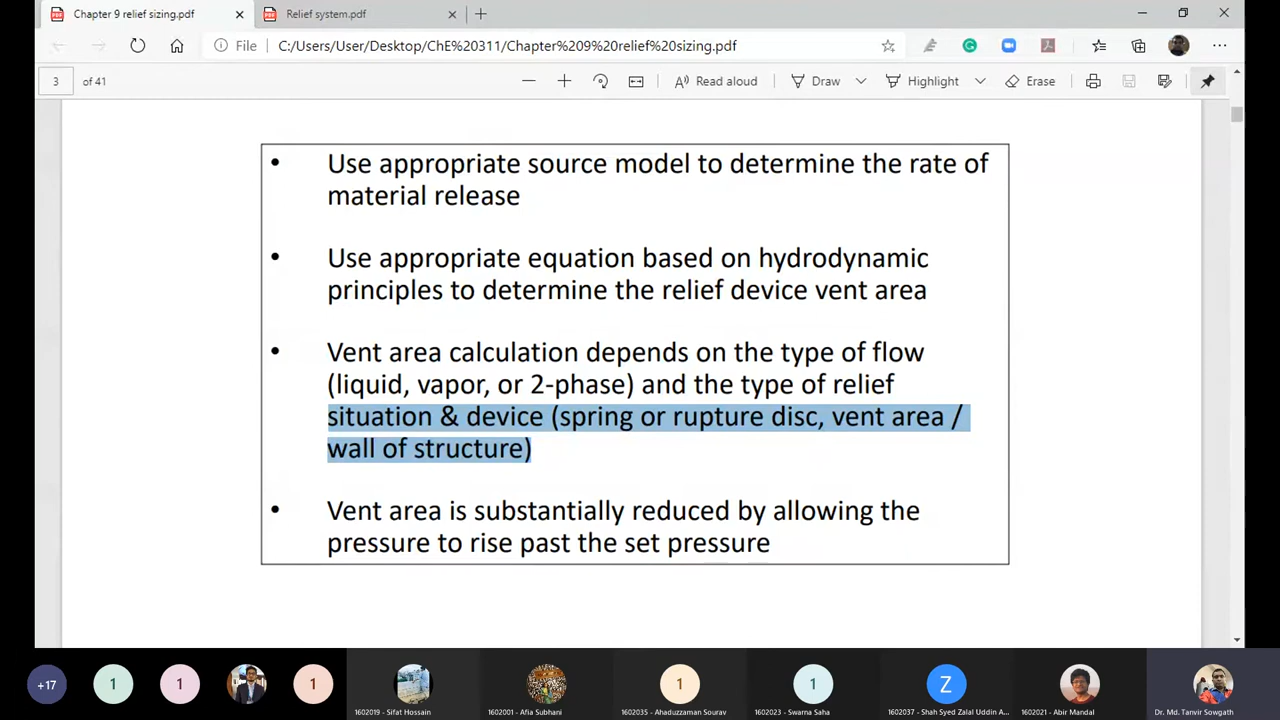 Chapter 9 relief sizing.pdf
Relief system.pdf
File
C:/Users/User/Desktop/ChE%20311/Chapter%209%20relief%20sizing.pdf
3
of 41
Read aloud
Draw
Highlight
Erase
• Use appropriate source model to determine the rate of
material release
• Use appropriate equation based on hydrodynamic
principles to determine the relief device vent area
• Vent area calculation depends on the type of flow
(liquid, vapor, or 2-phase) and the type of relief
situation & device (spring or rupture disc, vent area /
wall of structure)
• Vent area is substantially reduced by allowing the
pressure to rise past the set pressure
+17
1
1
1
1
1
Z
1602019 - Sifat Hossain
1602001 - Afia Subhani
1602035 - Ahaduzzaman Sourav
1602023 - Swarna Saha
1602037 - Shah Syed Zalal Uddin A...
1602021 - Abir Mandal
Dr. Md. Tanvir Sowgath